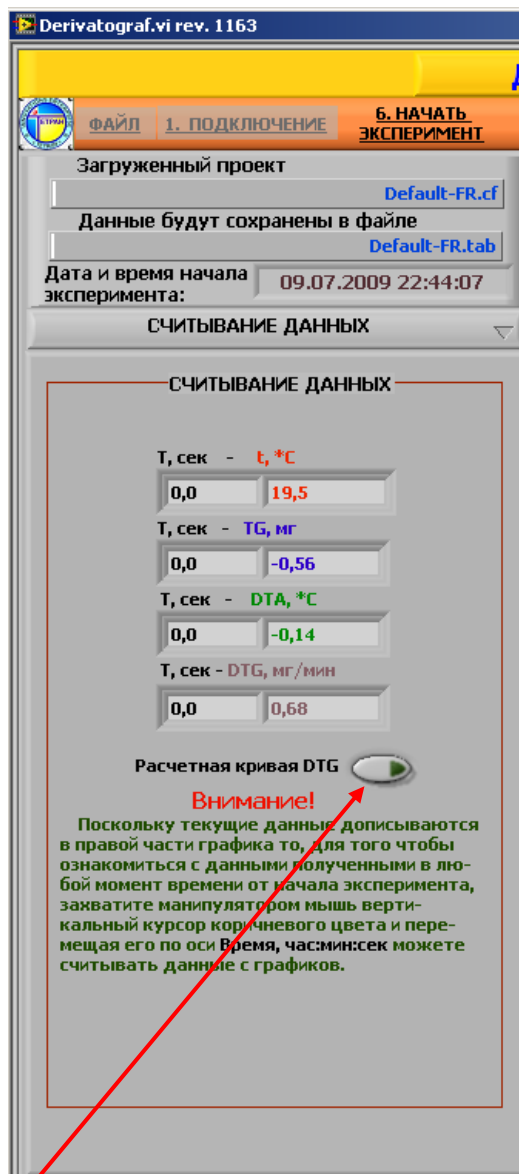 Derivatograf.vi rev. 1163
ФАЙЛ 1. ПОДКЛЮЧЕНИЕ 6. НАЧАТЬ
ЭКСПЕРИМЕНТ
Загруженный проект
Default-FR.cf
Данные будут сохранены в файле
Default-FR.tab
Дата и время начала
эксперимента:
09.07.2009 22:44:07
СЧИТЫВАНИЕ ДАННЫХ
СЧИТЫВАНИЕ ДАННЫХ
T, сек - t, *C
0,0 19,5
T, сек - TG, мг
0,0 -0,56
T, сек - DTA, *C
0,0 -0,14
T, сек - DTG, мг/мин
0,0 0,68
Расчетная кривая DTG
Внимание!
Поскольку текущие данные дописываются
в правой части графика то, для того чтобы
ознакомиться с данными полученными в лю-
бой момент времени от начала эксперимента,
захватите манипулятором мышь верти-
кальный курсор коричневого цвета и пере-
мещая его по оси Время, час:мин:сек можете
считывать данные с графиков.